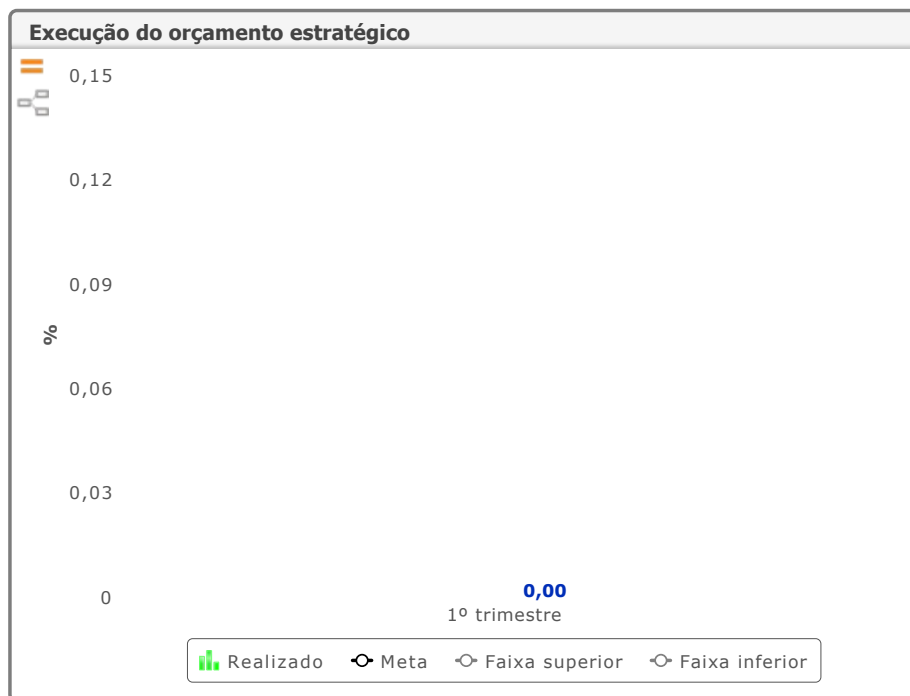 Execução do orçamento estratégico
0,15
0,12
0,09
%
0,06
0,03
0
0,00
1º trimestre
Realizado Meta Faixa superior Faixa inferior